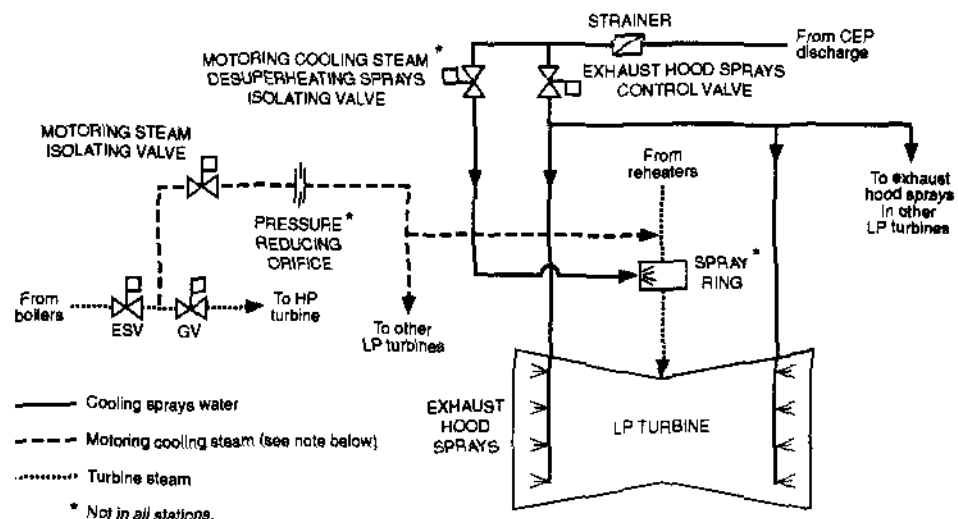 STRAINER
From CEP
discharge
MOTORING COOLING STEAM *
DESUPERHEATING SPRAYS
ISOLATING VALVE
EXHAUST HOOD SPRAYS
CONTROL VALVE
MOTORING STEAM
ISOLATING VALVE
From
reheaters
To exhaust
hood sprays
in other
LP turbines
PRESSURE *
REDUCING
ORIFICE
SPRAY *
RING
From
boilers
ESV
GV
To HP
turbine
To other
LP turbines
EXHAUST
HOOD
SPRAYS
LP TURBINE
Cooling sprays water
Motoring cooling steam (see note below)
Turbine steam
* Not in all stations.